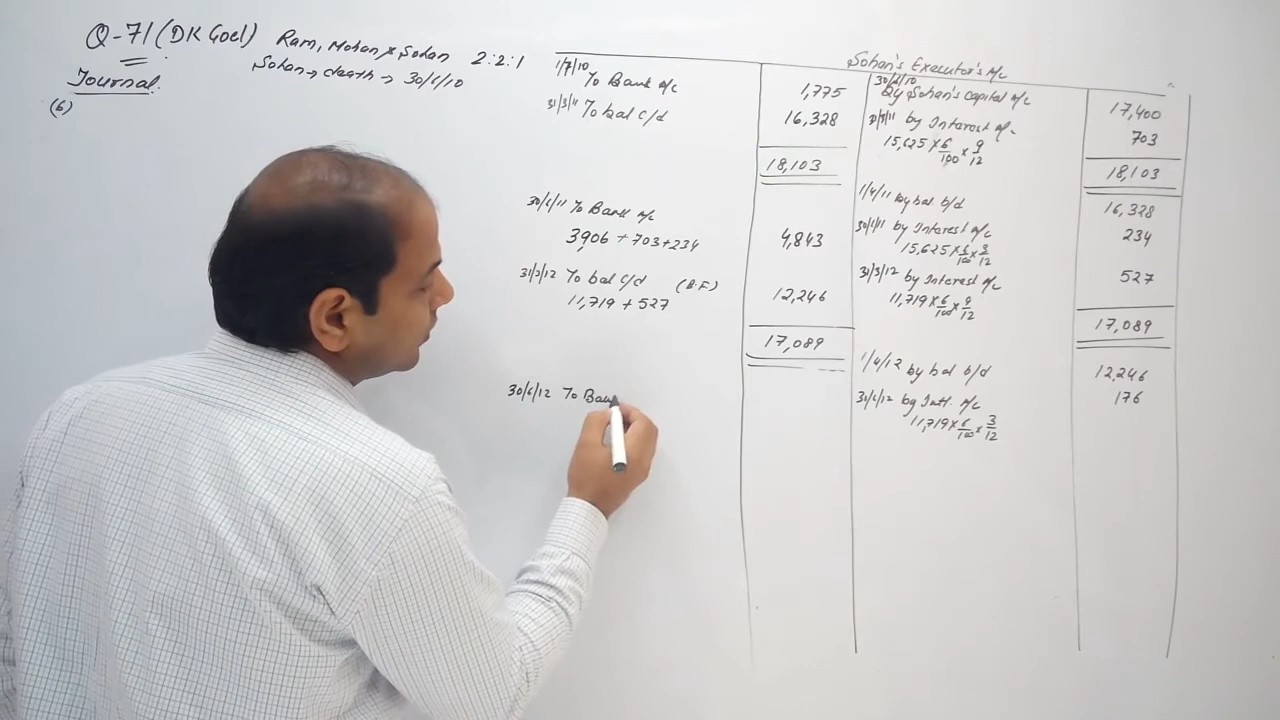 Q-71 (DK Goel) Ram, Mohan & Sohan 2:2:1
Sohan → death → 30/6/10
Journal.
(6)
Sohan's Executor's A/c
1/7/10 To Bank A/c 1,775
31/3/11 To bal c/d 16,328
18,103
30/6/11 To Bank A/c
3906 + 703 + 234 4,843
31/3/12 To bal c/d (B.F)
11,719 + 527 12,246
17,089
30/6/12 To Ban
30/6/10
By Sohan's Capital A/c 17,400
31/3/11 by Interest A/c 703
15,625 × 6/100 × 9/12
18,103
1/4/11 by bal b/d 16,328
30/6/11 by Interest A/c 234
15,625 × 6/100 × 3/12
31/3/12 by Interest A/c 527
11,719 × 6/100 × 9/12
17,089
1/4/12 by bal b/d 12,246
by Intt. A/c 176
11,719 × 6/100 × 3/12